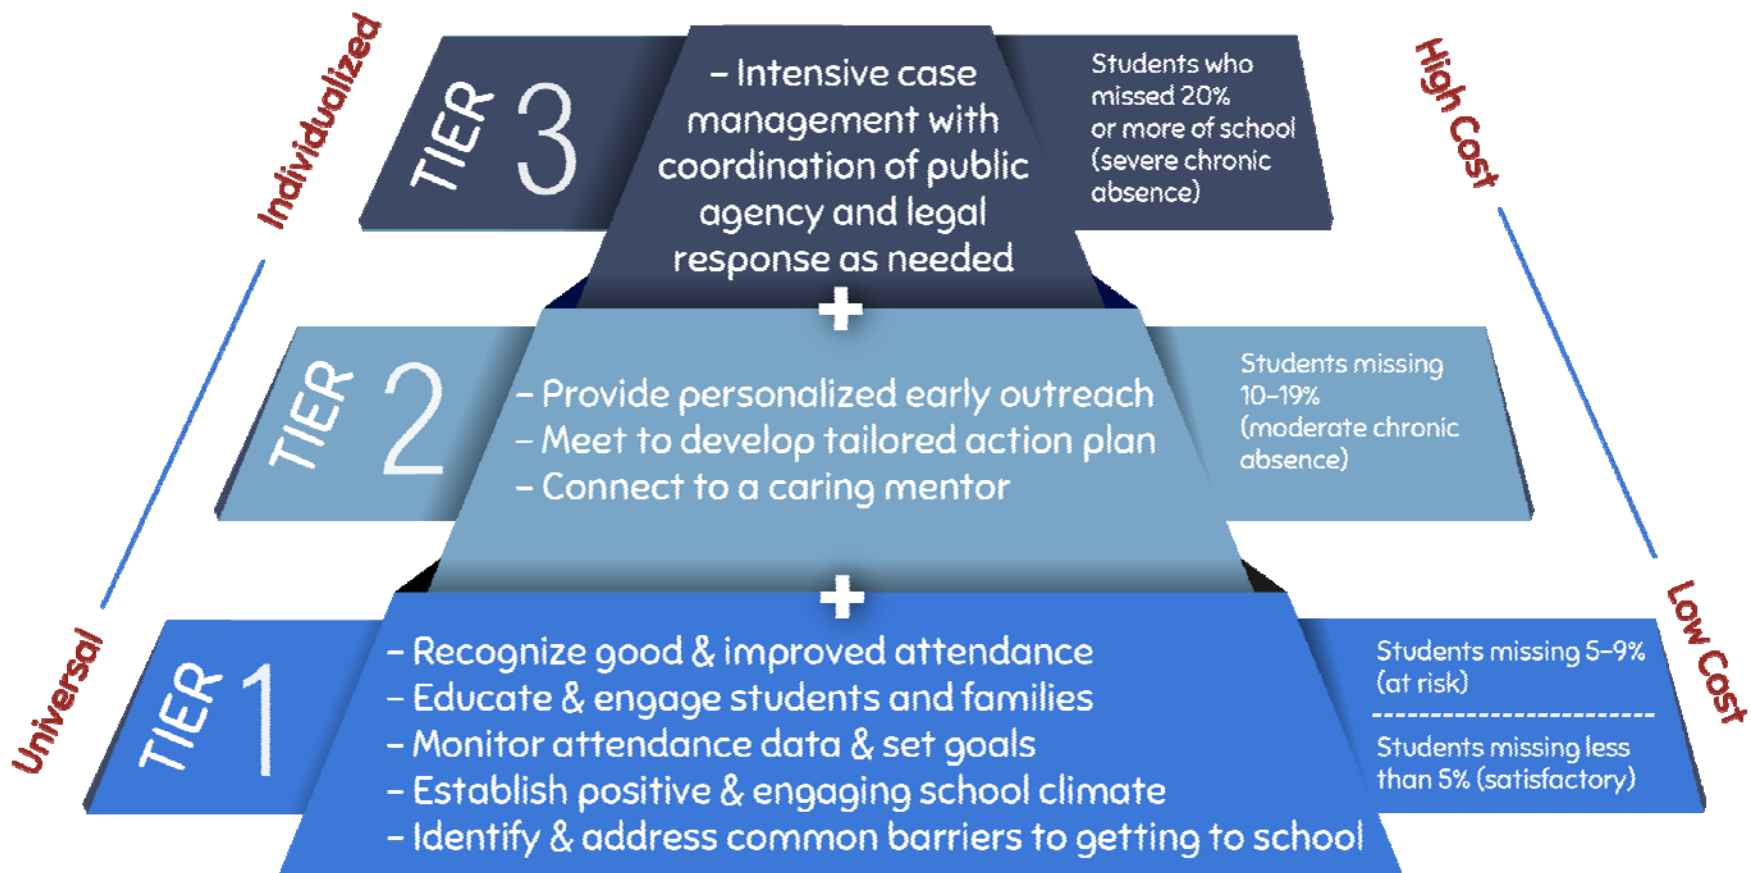 Individualized
Universal
High Cost
Low Cost
TIER 3
– Intensive case
management with
coordination of public
agency and legal
response as needed
Students who
missed 20%
or more of school
(severe chronic
absence)
+
TIER 2
– Provide personalized early outreach
– Meet to develop tailored action plan
– Connect to a caring mentor
Students missing
10–19%
(moderate chronic
absence)
+
TIER 1
– Recognize good & improved attendance
– Educate & engage students and families
– Monitor attendance data & set goals
– Establish positive & engaging school climate
– Identify & address common barriers to getting to school
Students missing 5–9%
(at risk)
Students missing less
than 5% (satisfactory)